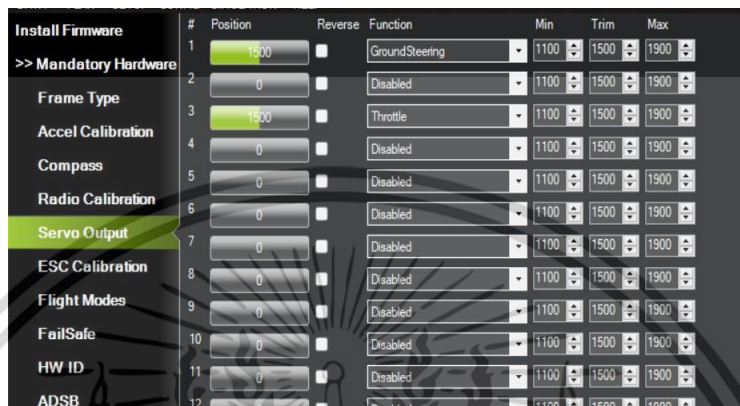 # Position Reverse Function Min Trim Max
Install Firmware
>> Mandatory Hardware
Frame Type
Accel Calibration
Compass
Radio Calibration
Servo Output
ESC Calibration
Flight Modes
FailSafe
HW ID
ADSB
1 1500 GroundSteering 1100 1500 1900
2 0 Disabled 1100 1500 1900
3 1500 Throttle 1100 1500 1900
4 0 Disabled 1100 1500 1900
5 0 Disabled 1100 1500 1900
6 0 Disabled 1100 1500 1900
7 0 Disabled 1100 1500 1900
8 0 Disabled 1100 1500 1900
9 0 Disabled 1100 1500 1900
10 0 Disabled 1100 1500 1900
11 0 Disabled 1100 1500 1900
12